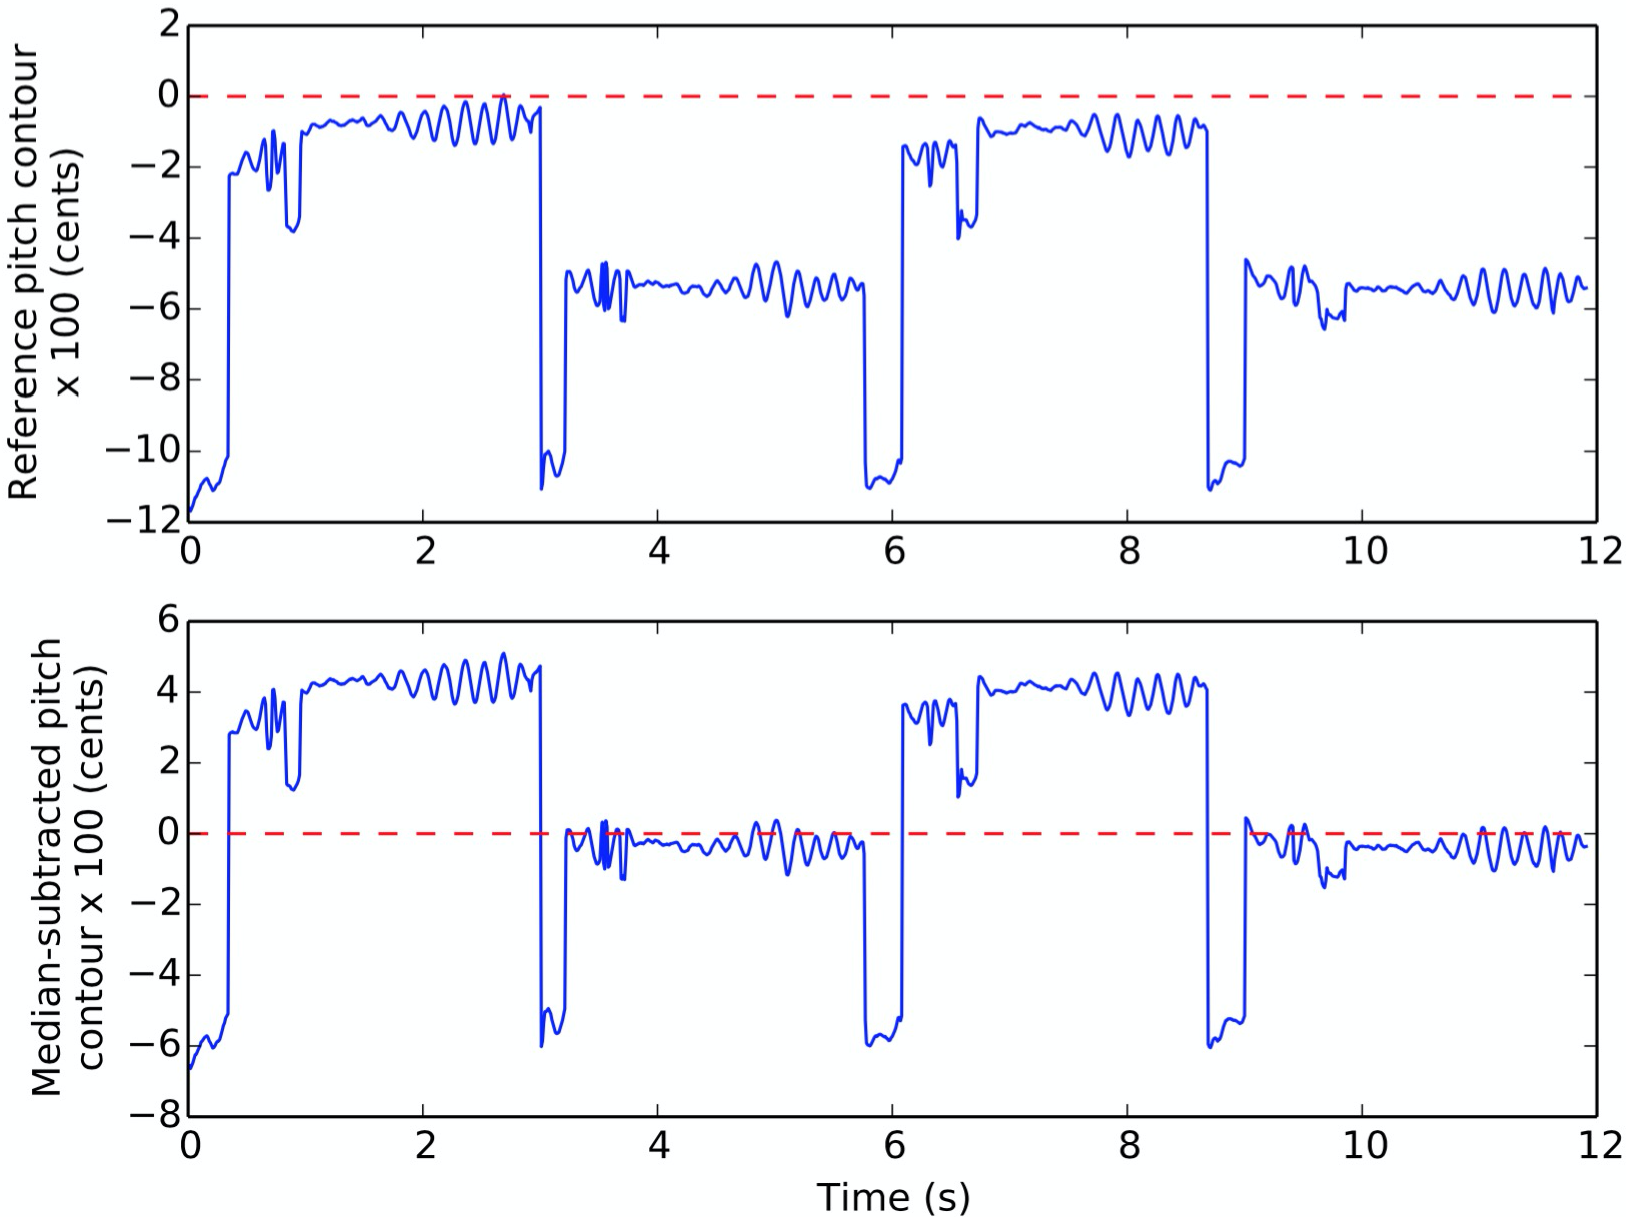 Reference pitch contour
x 100 (cents)
2
0
−2
−4
−6
−8
−10
−12
0 2 4 6 8 10 12
Median-subtracted pitch
contour x 100 (cents)
6
4
2
0
−2
−4
−6
−8
0 2 4 6 8 10 12
Time (s)